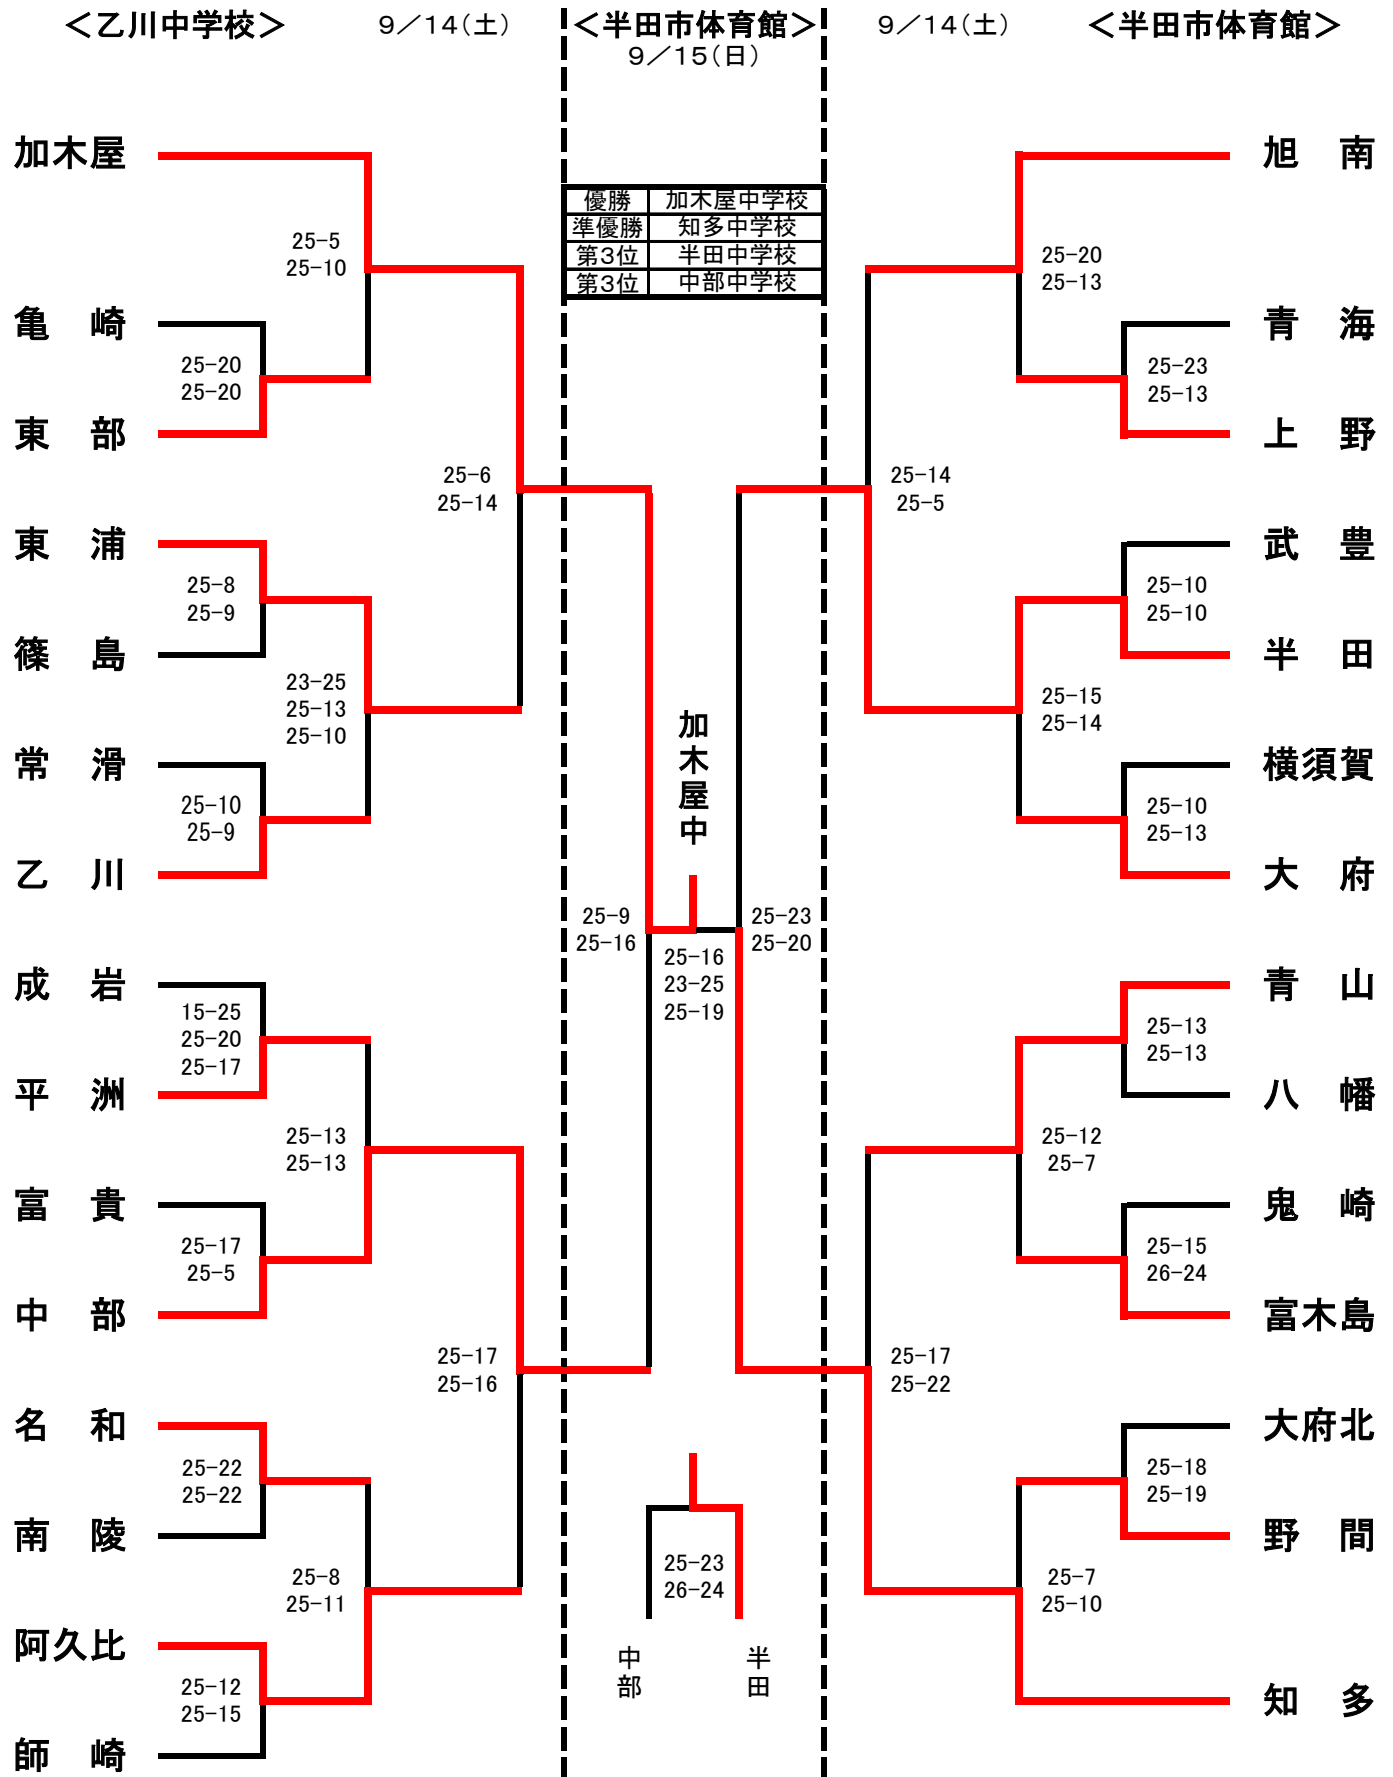 ＜乙川中学校＞ 9／14(土) ＜半田市体育館＞ 9／14(土) ＜半田市体育館＞
9／15(日)
優勝 加木屋中学校
準優勝 知多中学校
第3位 半田中学校
第3位 中部中学校
加木屋
25-5
25-10
亀　崎
25-20
25-20
東　部
25-6
25-14
東　浦
25-8
25-9
篠　島
23-25
25-13
25-10
常　滑
25-10
25-9
乙　川
成　岩
15-25
25-20
25-17
平　洲
25-13
25-13
富　貴
25-17
25-5
中　部
25-17
25-16
名　和
25-22
25-22
南　陵
25-8
25-11
阿久比
25-12
25-15
師　崎
加木屋中
25-9
25-16
25-16
23-25
25-19
25-23
25-20
25-23
26-24
中部
半田
旭　南
25-20
25-13
青　海
25-23
25-13
上　野
25-14
25-5
武　豊
25-10
25-10
半　田
25-15
25-14
横須賀
25-10
25-13
大　府
青　山
25-13
25-13
八　幡
25-12
25-7
鬼　崎
25-15
26-24
富木島
25-17
25-22
大府北
25-18
25-19
野　間
25-7
25-10
知　多